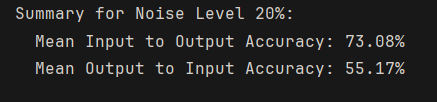 Summary for Noise Level 20%:
Mean Input to Output Accuracy: 73.08%
Mean Output to Input Accuracy: 55.17%